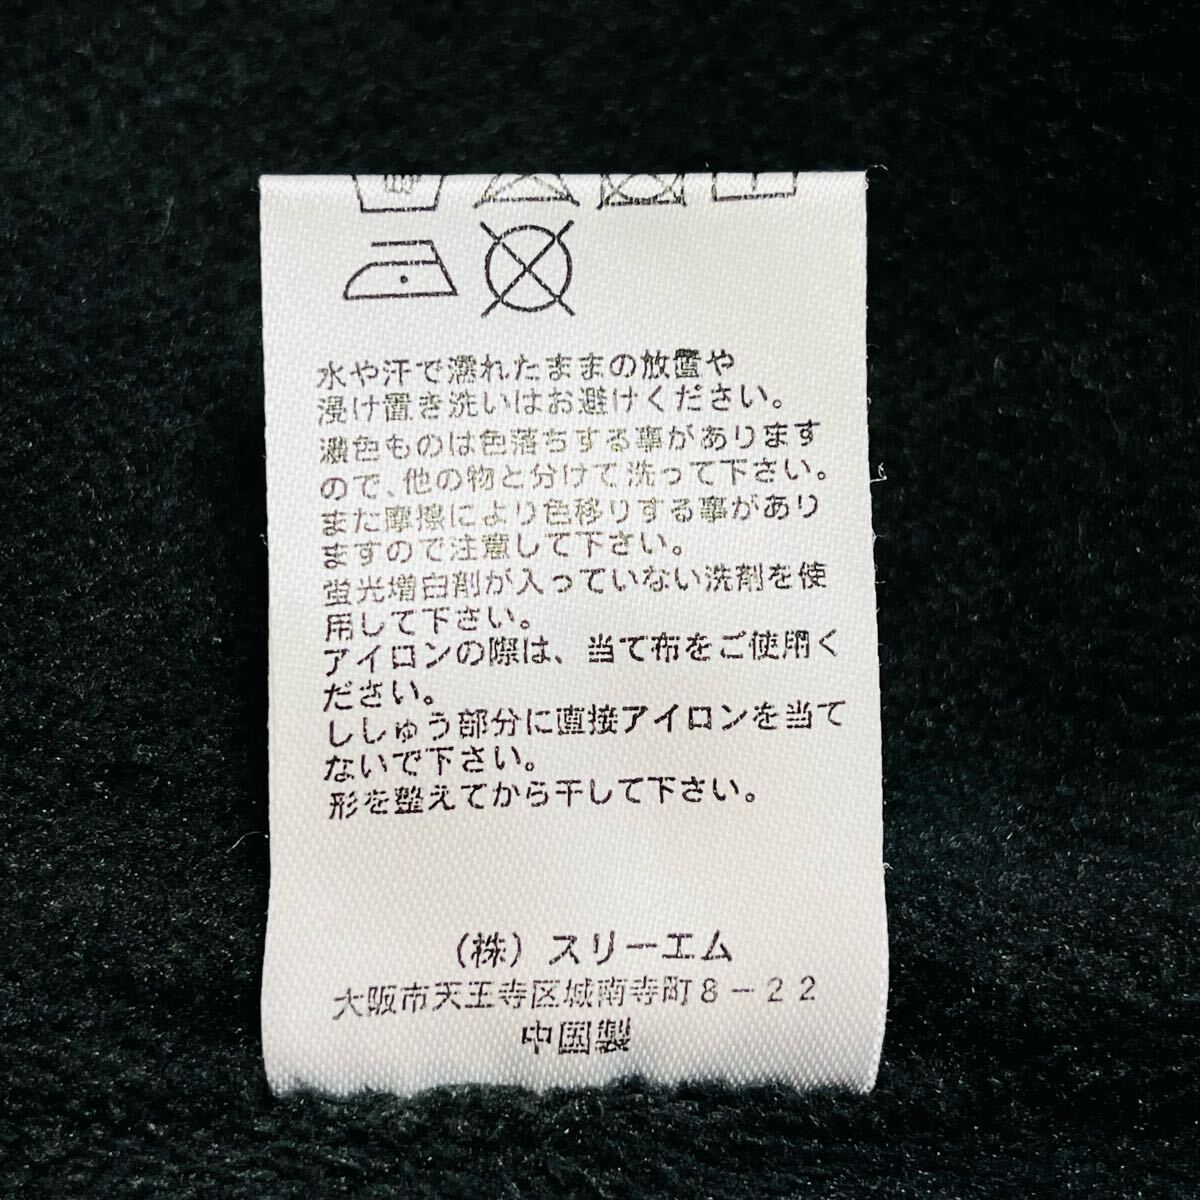 水や汗で濡れたままの放置や
浸け置き洗いはお避けください。
濃色ものは色落ちする事があります
ので、他の物と分けて洗って下さい。
また摩擦により色移りする事があり
ますので注意して下さい。
蛍光増白剤が入っていない洗剤を使
用して下さい。
アイロンの際は、当て布をご使用く
ださい。
ししゅう部分に直接アイロンを当て
ないで下さい。
形を整えてから干して下さい。
(株) スリーエム
大阪市天王寺区城南寺町8-22
中国製